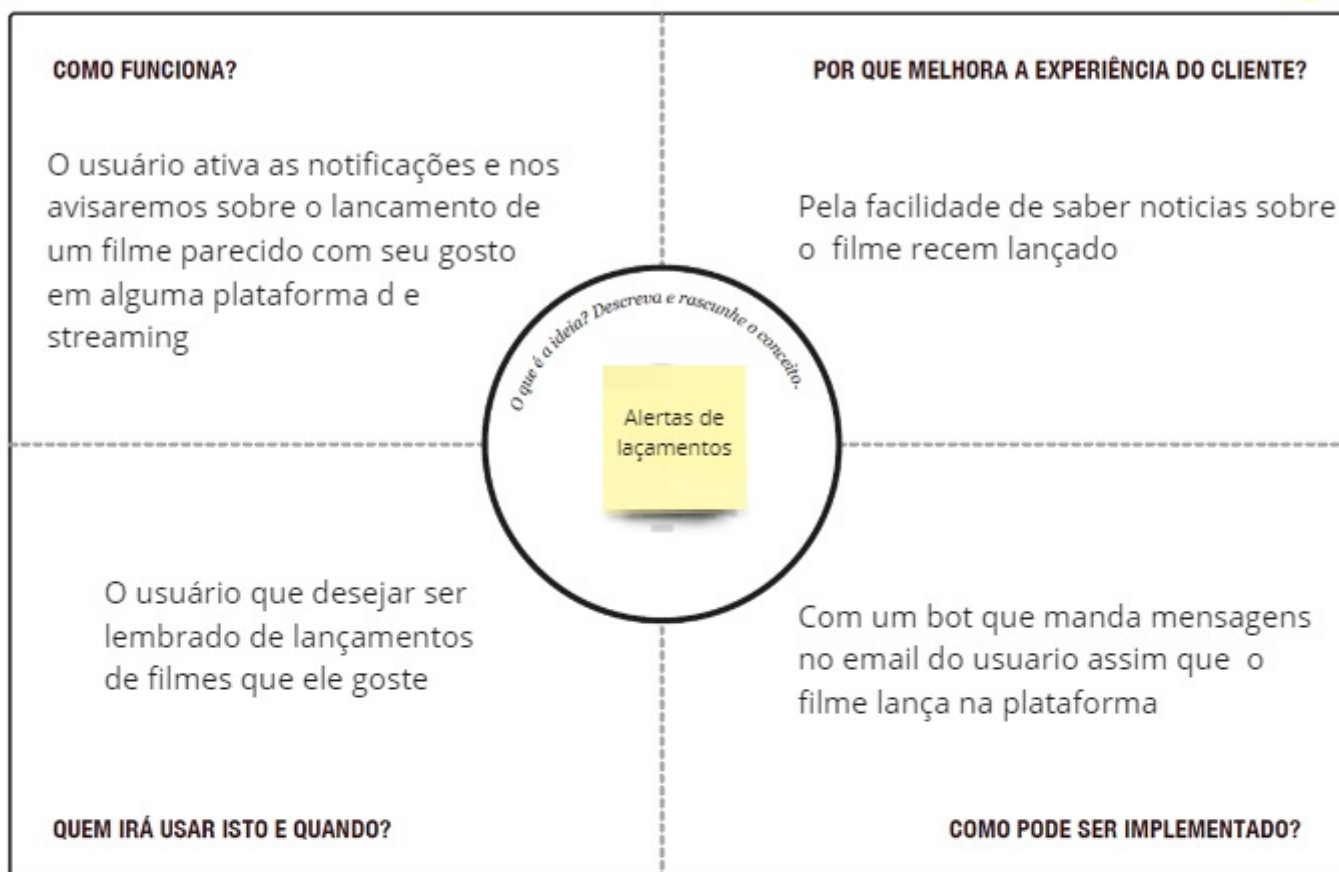 COMO FUNCIONA?
O usuário ativa as notificações e nos
avisaremos sobre o lancamento de
um filme parecido com seu gosto
em alguma plataforma d e
streaming
POR QUE MELHORA A EXPERIÊNCIA DO CLIENTE?
Pela facilidade de saber noticias sobre
o  filme recem lançado
O que é a ideia? Descreva e rascunhe o conceito.
Alertas de
laçamentos
O usuário que desejar ser
lembrado de lançamentos
de filmes que ele goste
QUEM IRÁ USAR ISTO E QUANDO?
Com um bot que manda mensagens
no email do usuario assim que  o
filme lança na plataforma
COMO PODE SER IMPLEMENTADO?